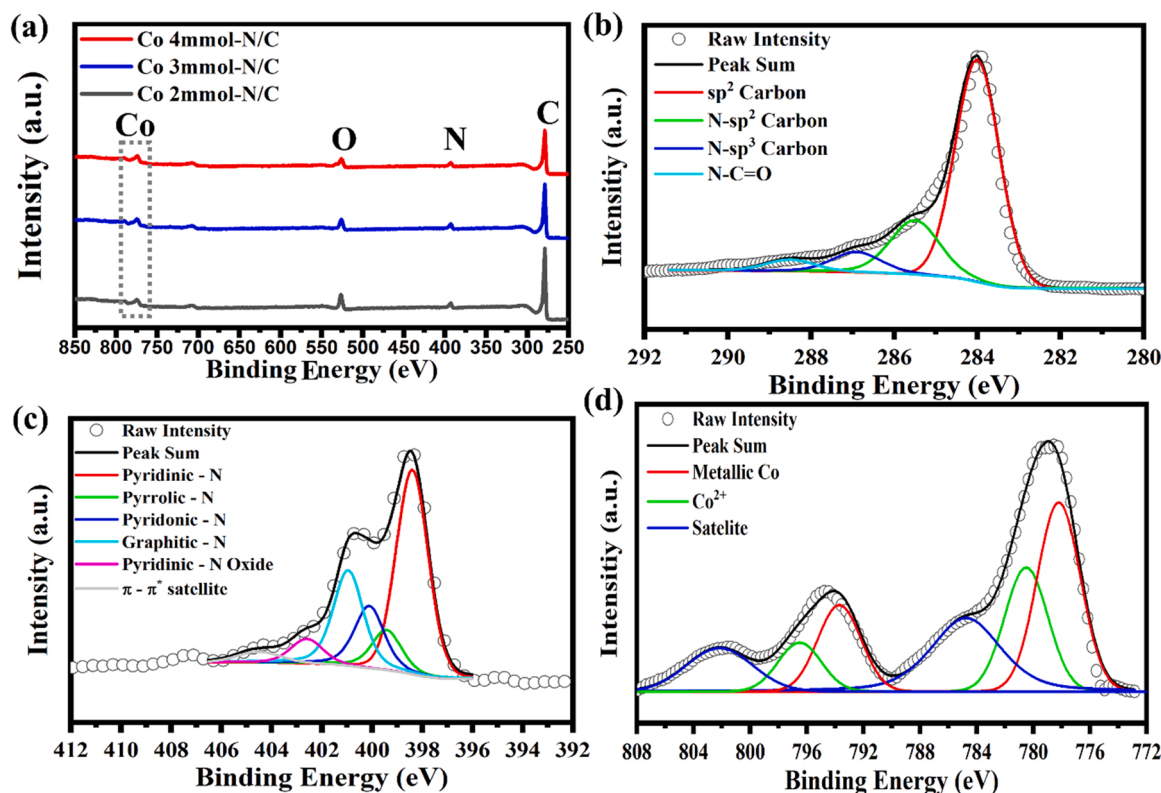 (a)
Co 4mmol-N/C
Co 3mmol-N/C
Co 2mmol-N/C
Co
O
N
C
Intensity (a.u.)
850 800 750 700 650 600 550 500 450 400 350 300 250
Binding Energy (eV)
(b)
Raw Intensity
Peak Sum
sp² Carbon
N-sp² Carbon
N-sp³ Carbon
N-C=O
Intensitiy (a.u.)
292 290 288 286 284 282 280
Binding Energy (eV)
(c)
Raw Intensity
Peak Sum
Pyridinic - N
Pyrrolic - N
Pyridonic - N
Graphitic - N
Pyridinic - N Oxide
π - π* satellite
Intensity (a.u.)
412 410 408 406 404 402 400 398 396 394 392
Binding Energy (eV)
(d)
Raw Intensity
Peak Sum
Metallic Co
Co²⁺
Satelite
Intensitiy (a.u.)
808 804 800 796 792 788 784 780 776 772
Binding Energy (eV)